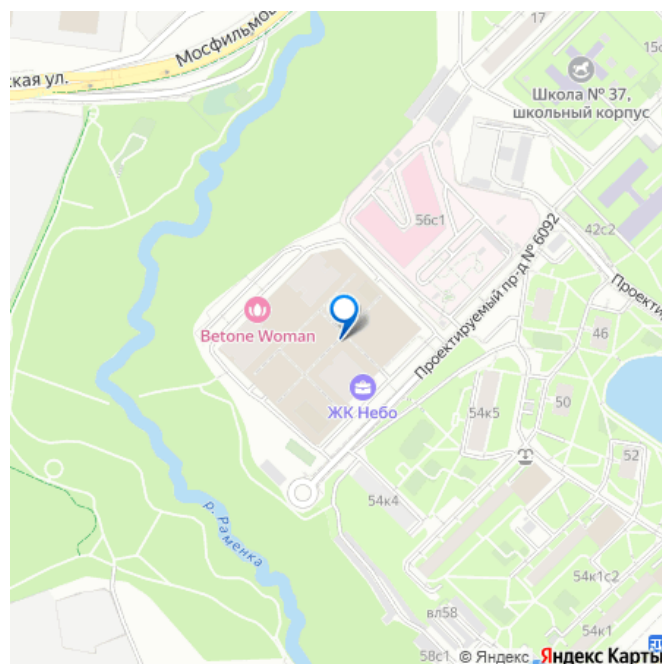 17
Мосфильмов
ская ул.
15с
Школа № 37,
школьный корпус
56с1
42с2
Проектируемый пр-д № 6092
Проектир
Betone Woman
46
ЖК Небо
50
54к5
52
54к4
р. Раменка
54к1с2
вл58
54к1
58с1
© Яндекс Яндекс Карты